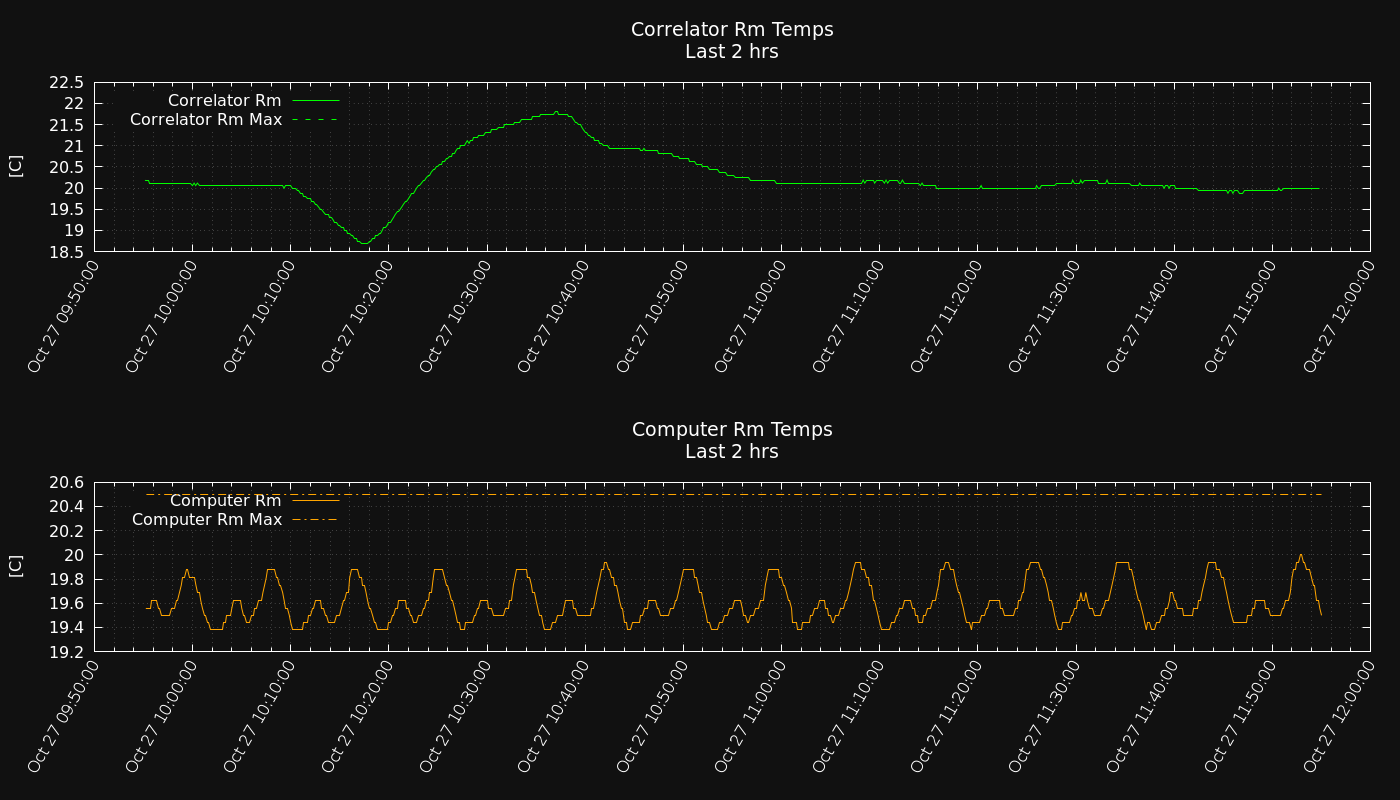 Correlator Rm Temps
Last 2 hrs
22.5
22
21.5
21
20.5
20
19.5
19
18.5
[C]
Correlator Rm
Correlator Rm Max
Oct 27 09:50:00
Oct 27 10:00:00
Oct 27 10:10:00
Oct 27 10:20:00
Oct 27 10:30:00
Oct 27 10:40:00
Oct 27 10:50:00
Oct 27 11:00:00
Oct 27 11:10:00
Oct 27 11:20:00
Oct 27 11:30:00
Oct 27 11:40:00
Oct 27 11:50:00
Oct 27 12:00:00
Computer Rm Temps
Last 2 hrs
20.6
20.4
20.2
20
19.8
19.6
19.4
19.2
[C]
Computer Rm
Computer Rm Max
Oct 27 09:50:00
Oct 27 10:00:00
Oct 27 10:10:00
Oct 27 10:20:00
Oct 27 10:30:00
Oct 27 10:40:00
Oct 27 10:50:00
Oct 27 11:00:00
Oct 27 11:10:00
Oct 27 11:20:00
Oct 27 11:30:00
Oct 27 11:40:00
Oct 27 11:50:00
Oct 27 12:00:00